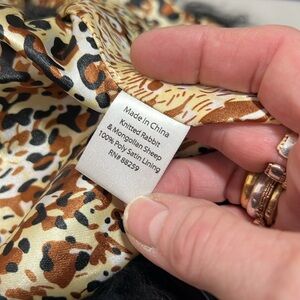 Made in China
Knitted Rabbit
& Mongolian Sheep
100% Poly Satin Lining
RN# 88259